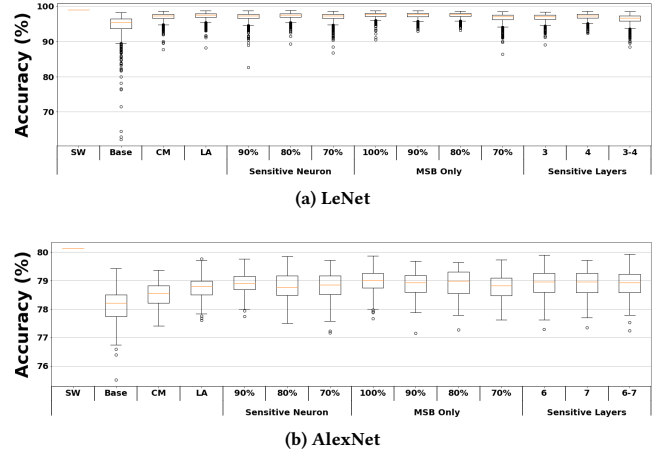 100
90
80
70
Accuracy (%)
SW Base CM LA 90% 80% 70% 100% 90% 80% 70% 3 4 3-4
Sensitive Neuron MSB Only Sensitive Layers
(a) LeNet
80
79
78
77
76
Accuracy (%)
SW Base CM LA 90% 80% 70% 100% 90% 80% 70% 6 7 6-7
Sensitive Neuron MSB Only Sensitive Layers
(b) AlexNet